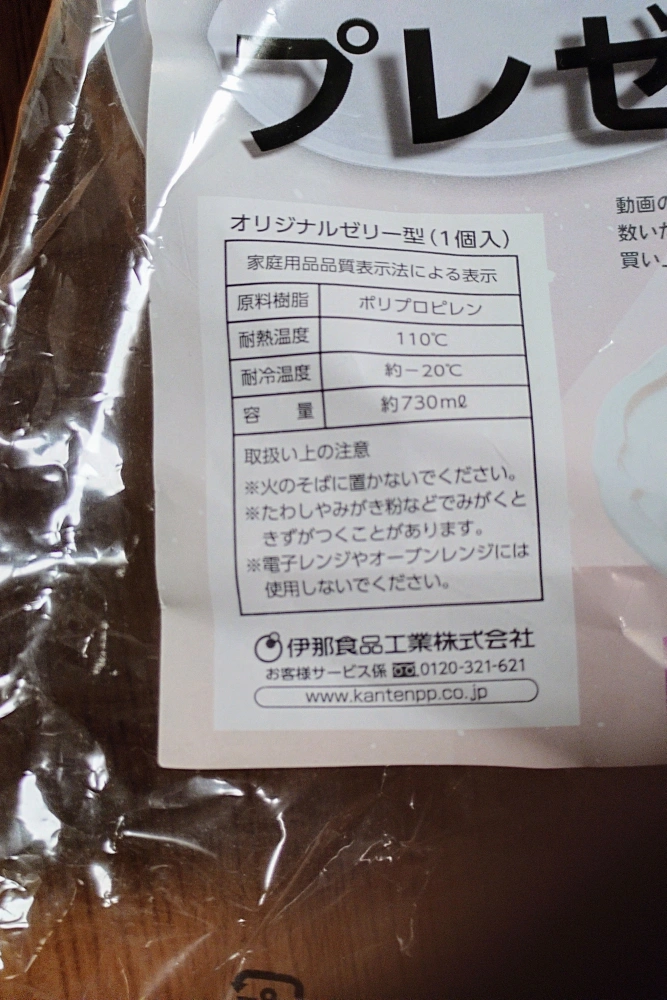 プレゼ
動画の
数いた
買い上
オリジナルゼリー型(1個入)
家庭用品品質表示法による表示
原料樹脂 ポリプロピレン
耐熱温度 110℃
耐冷温度 約－20℃
容 量 約730mℓ
取扱い上の注意
※火のそばに置かないでください。
※たわしやみがき粉などでみがくと
きずがつくことがあります。
※電子レンジやオーブンレンジには
使用しないでください。
伊那食品工業株式会社
お客様サービス係 0120-321-621
www.kantenpp.co.jp